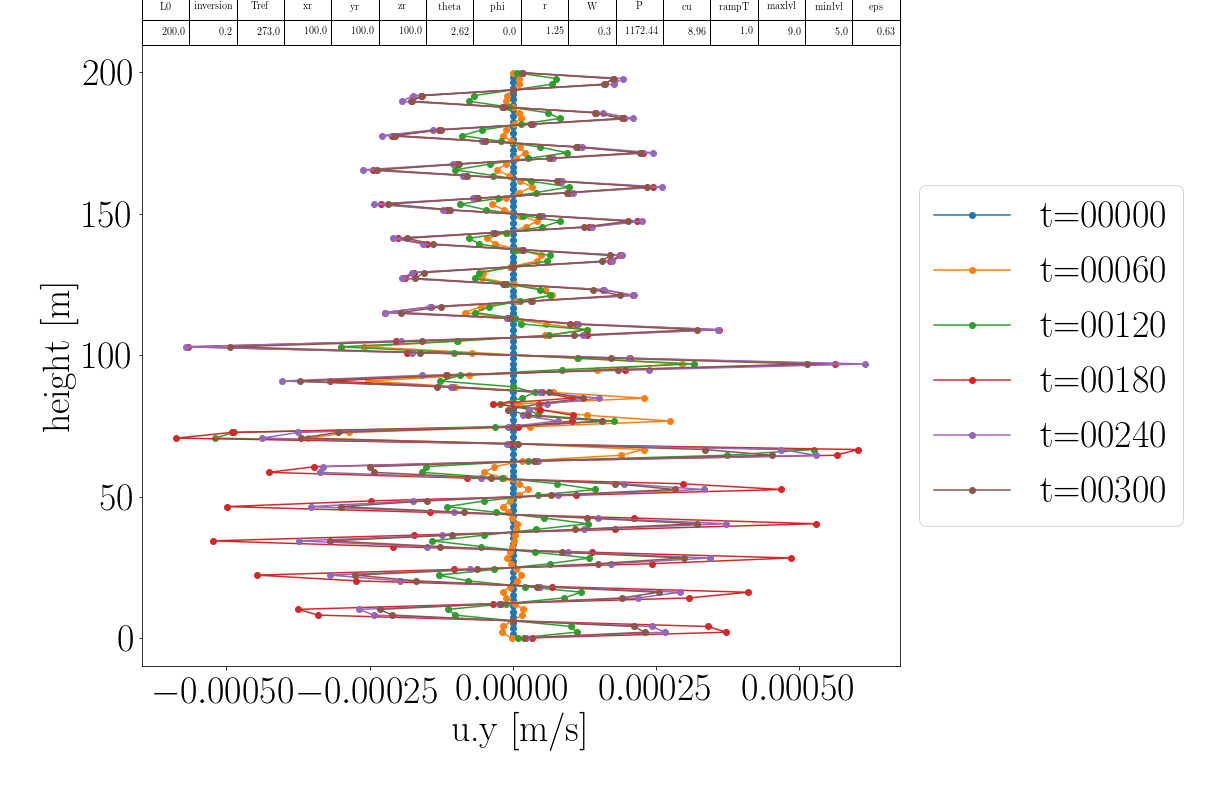 L0 inversion Tref xr yr zr theta phi r W P cu rampT maxlvl minlvl eps
200.0 0.2 273.0 100.0 100.0 100.0 2.62 0.0 1.25 0.3 1172.44 8.96 1.0 9.0 5.0 0.63
200
150
100
50
0
height [m]
−0.00050 −0.00025 0.00000 0.00025 0.00050
u.y [m/s]
t=00000
t=00060
t=00120
t=00180
t=00240
t=00300